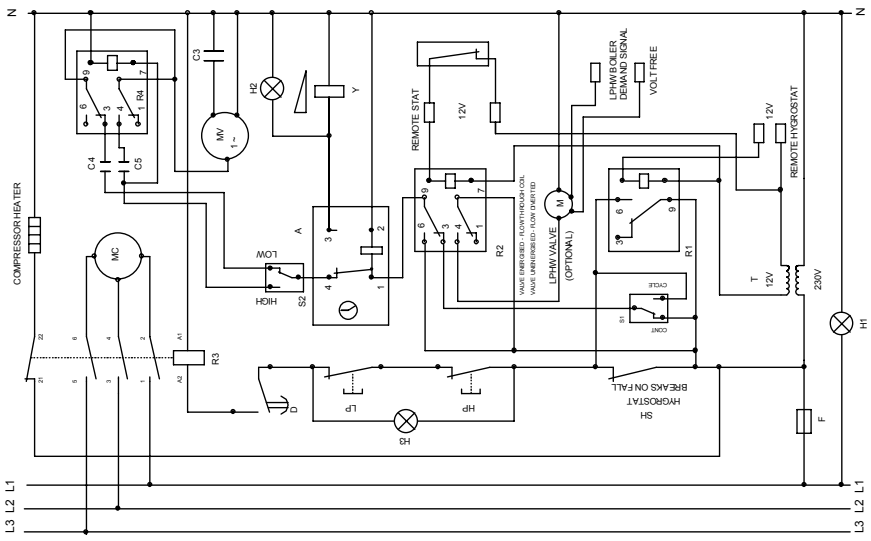 N
N
COMPRESSOR HEATER
9
7
R4
6
3
4
1
C4
C5
C3
MV
1 ~
H2
Y
A
3
2
4
1
LOW
HIGH
S2
REMOTE STAT
12V
9
7
6
3
4
1
R2
VALVE ENERGISED - FLOW THROUGH COIL
VALVE UNENERGISED - FLOW DIVERTED
M
LPHW VALVE
(OPTIONAL)
LPHW BOILER
DEMAND SIGNAL
VOLT FREE
12V
REMOTE HYGROSTAT
6
9
3
R1
CYCLE
S1
CONT
T
12V
230V
H1
MC
22
21
6
5
4
3
2
1
A1
A2
R3
D
LP
HP
H3
SH
HYGROSTAT
BREAKS ON FALL
F
L1
L2
L3
L1
L2
L3